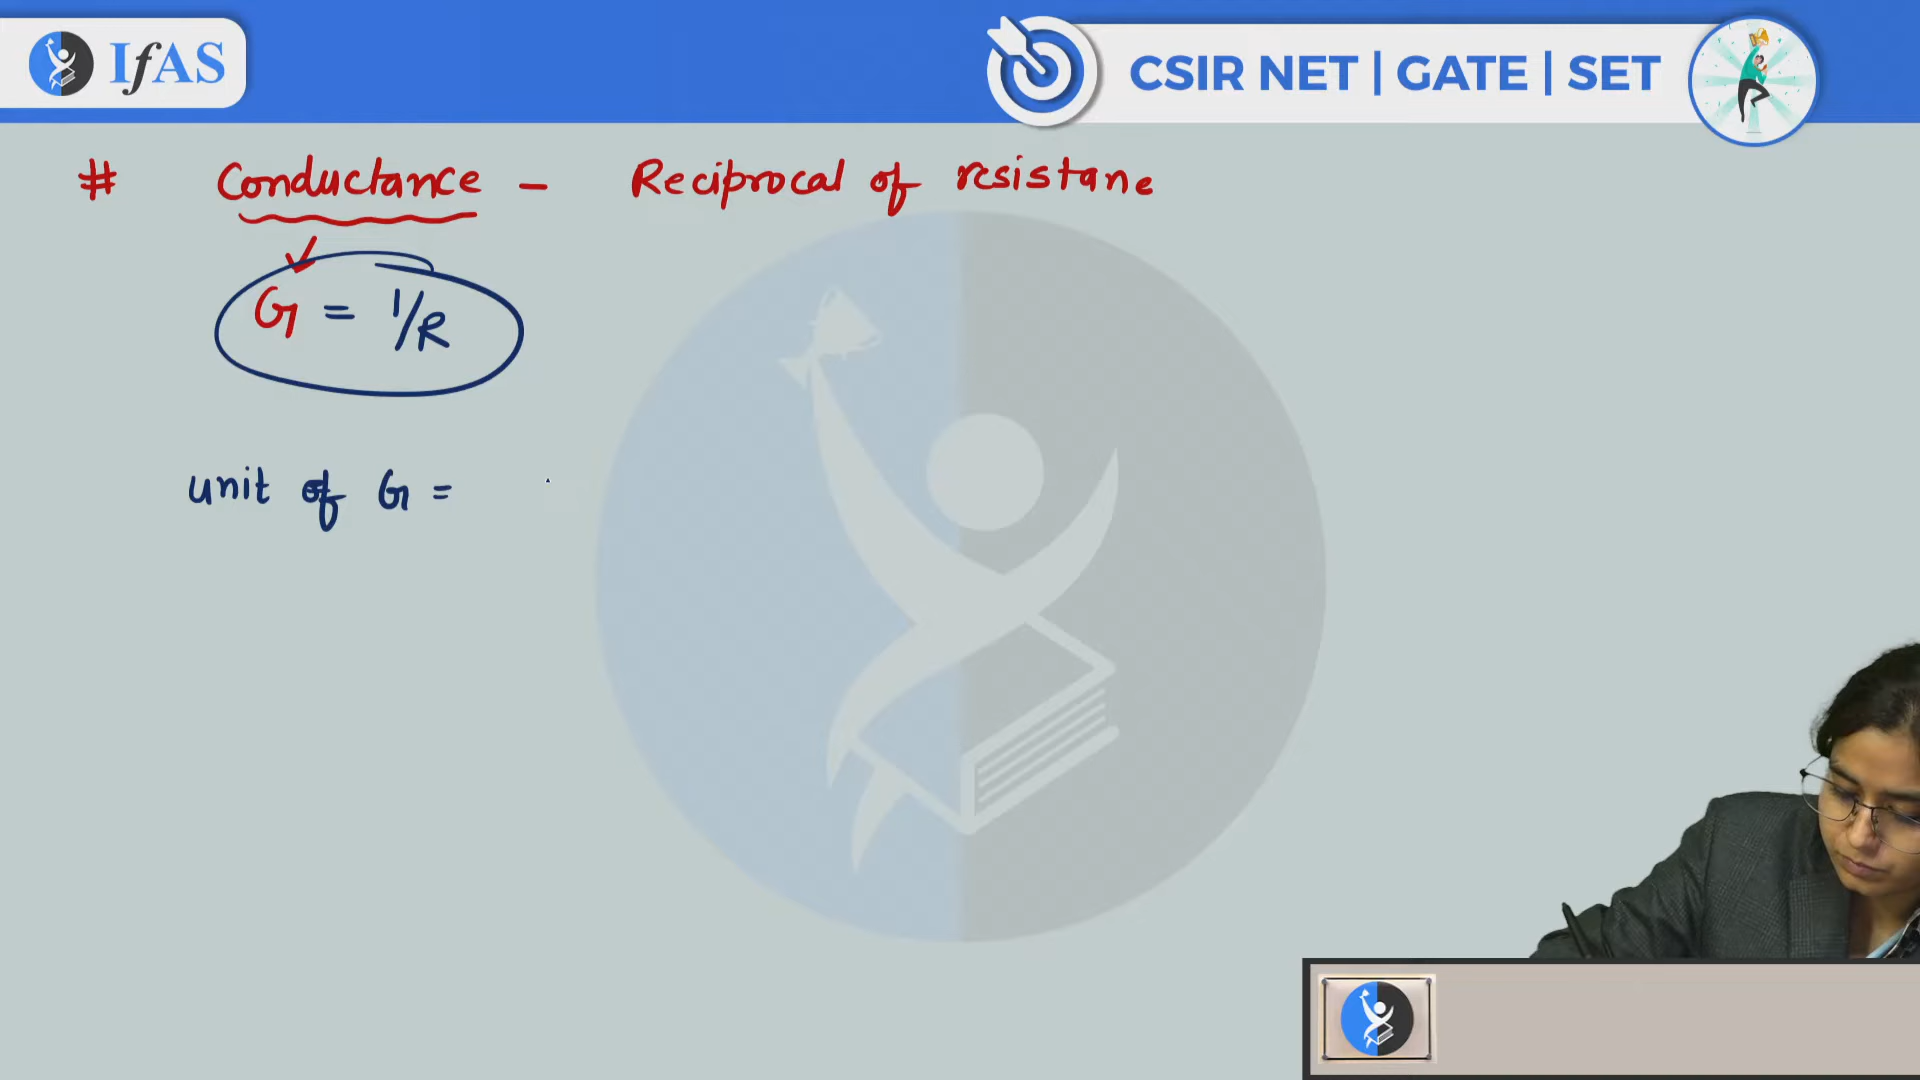 IfAS
CSIR NET | GATE | SET
# Conductance - Reciprocal of resistane
G = 1/R
unit of G =